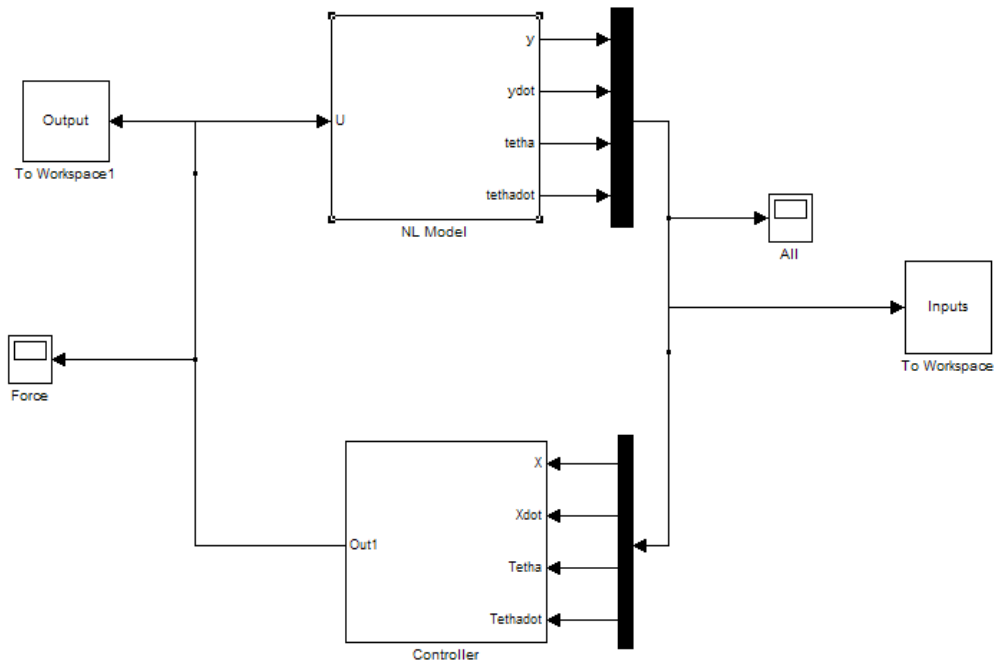 y
ydot
Output
U
tetha
To Workspace1
tethadot
NL Model
All
Inputs
To Workspace
Force
X
Xdot
Out1
Tetha
Tethadot
Controller